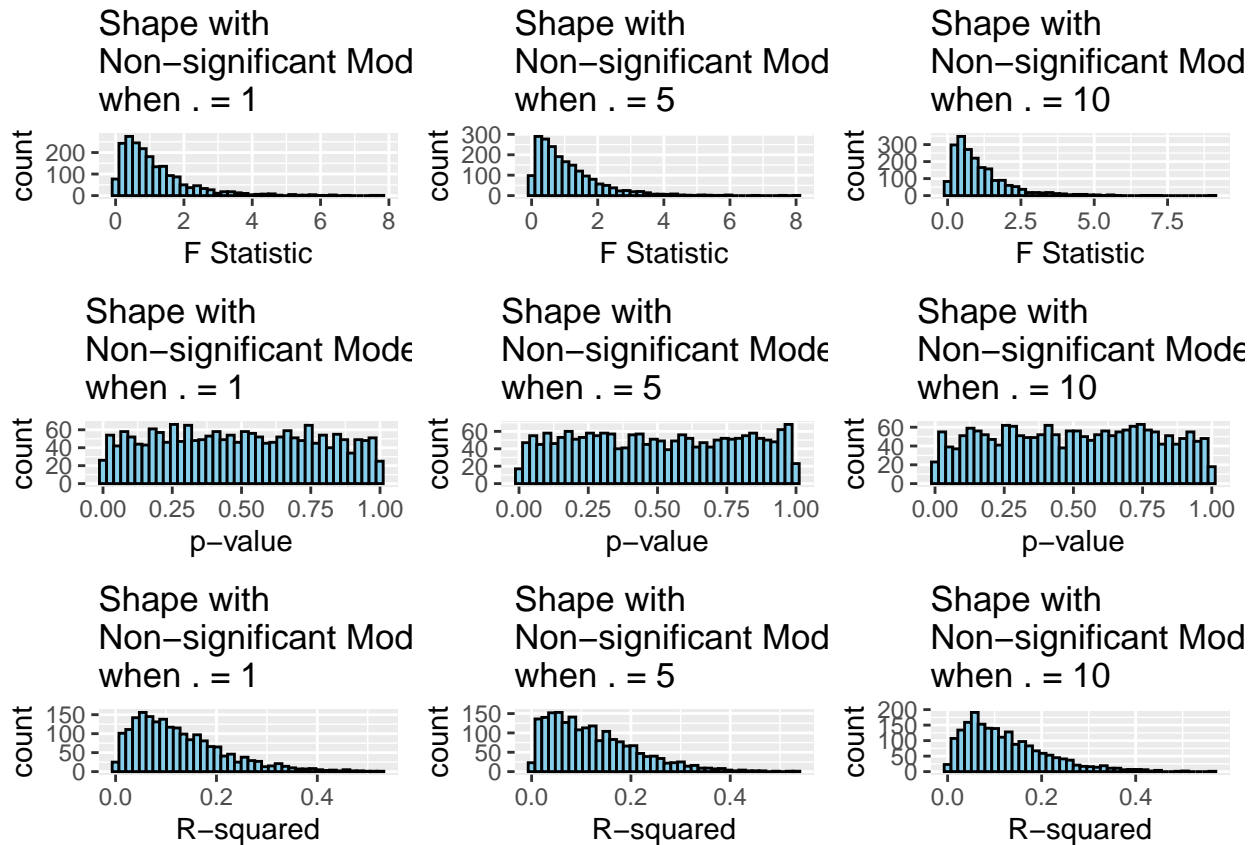 Shape with
Non−significant Mod
when . = 1
count
200
100
0
0 2 4 6 8
F Statistic
Shape with
Non−significant Mod
when . = 5
count
300
200
100
0
0 2 4 6 8
F Statistic
Shape with
Non−significant Mod
when . = 10
count
300
200
100
0
0.0 2.5 5.0 7.5
F Statistic
Shape with
Non−significant Mode
when . = 1
count
60
40
20
0
0.00 0.25 0.50 0.75 1.00
p−value
Shape with
Non−significant Mode
when . = 5
count
60
40
20
0
0.00 0.25 0.50 0.75 1.00
p−value
Shape with
Non−significant Mode
when . = 10
count
60
40
20
0
0.00 0.25 0.50 0.75 1.00
p−value
Shape with
Non−significant Mod
when . = 1
count
150
100
50
0
0.0 0.2 0.4
R−squared
Shape with
Non−significant Mod
when . = 5
count
150
100
50
0
0.0 0.2 0.4
R−squared
Shape with
Non−significant Mod
when . = 10
count
200
150
100
50
0
0.0 0.2 0.4
R−squared